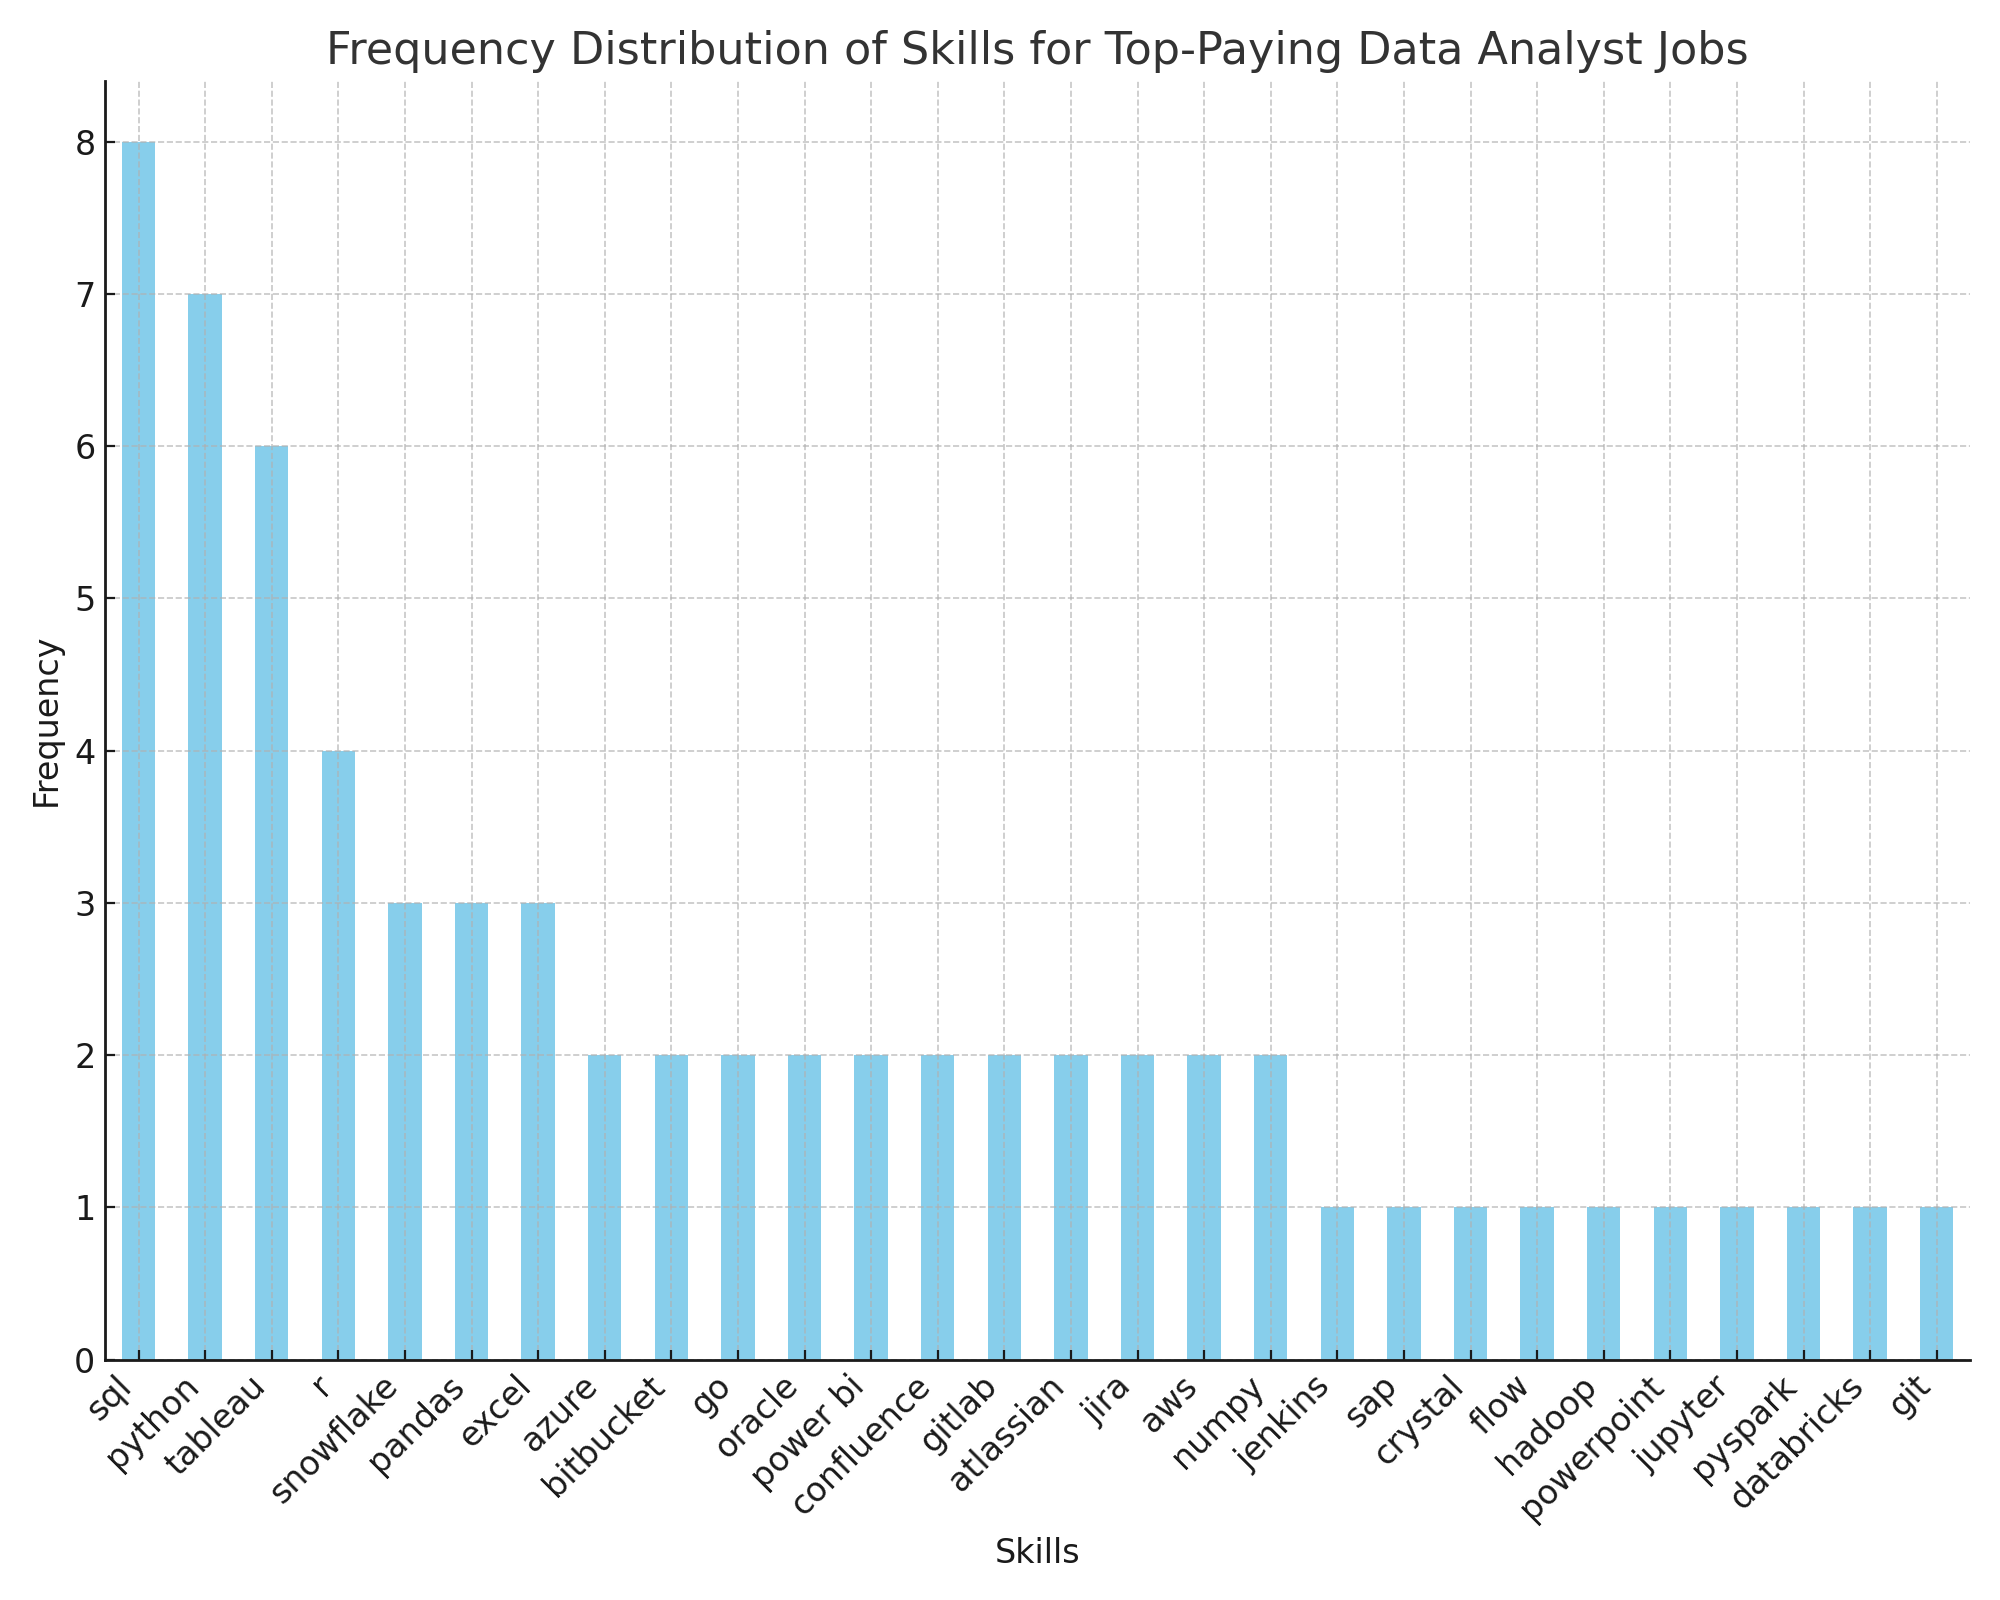 Frequency Distribution of Skills for Top-Paying Data Analyst Jobs
8
7
6
5
4
3
2
1
0
Frequency
sql
python
tableau
r
snowflake
pandas
excel
azure
bitbucket
go
oracle
power bi
confluence
gitlab
atlassian
jira
aws
numpy
jenkins
sap
crystal
flow
hadoop
powerpoint
jupyter
pyspark
databricks
git
Skills